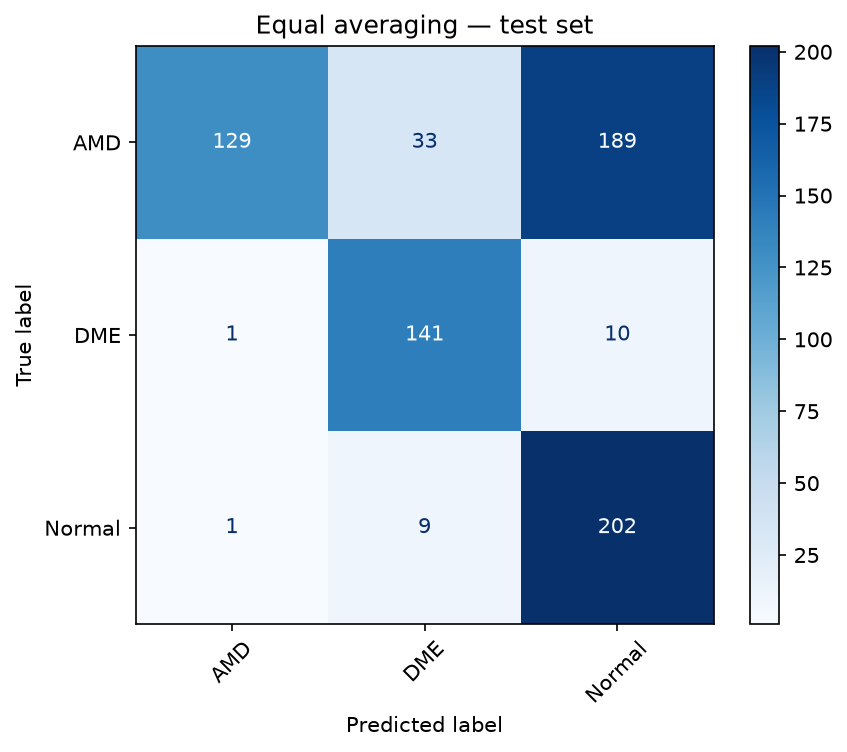 Equal averaging — test set
True label
AMD
129
33
189
DME
1
141
10
Normal
1
9
202
AMD
DME
Normal
Predicted label
200
175
150
125
100
75
50
25